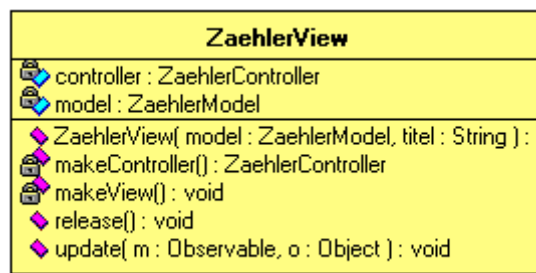 ZaehlerView
controller : ZaehlerController
model : ZaehlerModel
ZaehlerView( model : ZaehlerModel, titel : String ) :
makeController() : ZaehlerController
makeView() : void
release() : void
update( m : Observable, o : Object ) : void